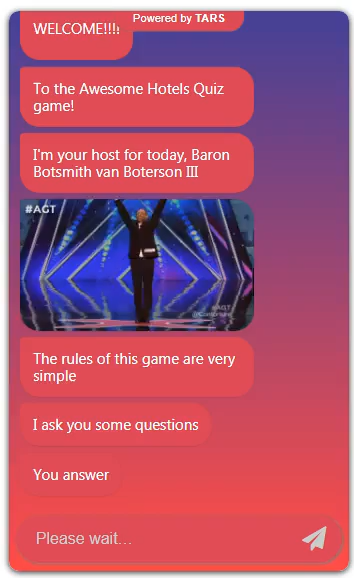 Powered by TARS
WELCOME!!!!
To the Awesome Hotels Quiz
game!
I'm your host for today, Baron
Botsmith van Boterson III
#AGT
#AGT
The rules of this game are very
simple
I ask you some questions
You answer
Please wait...